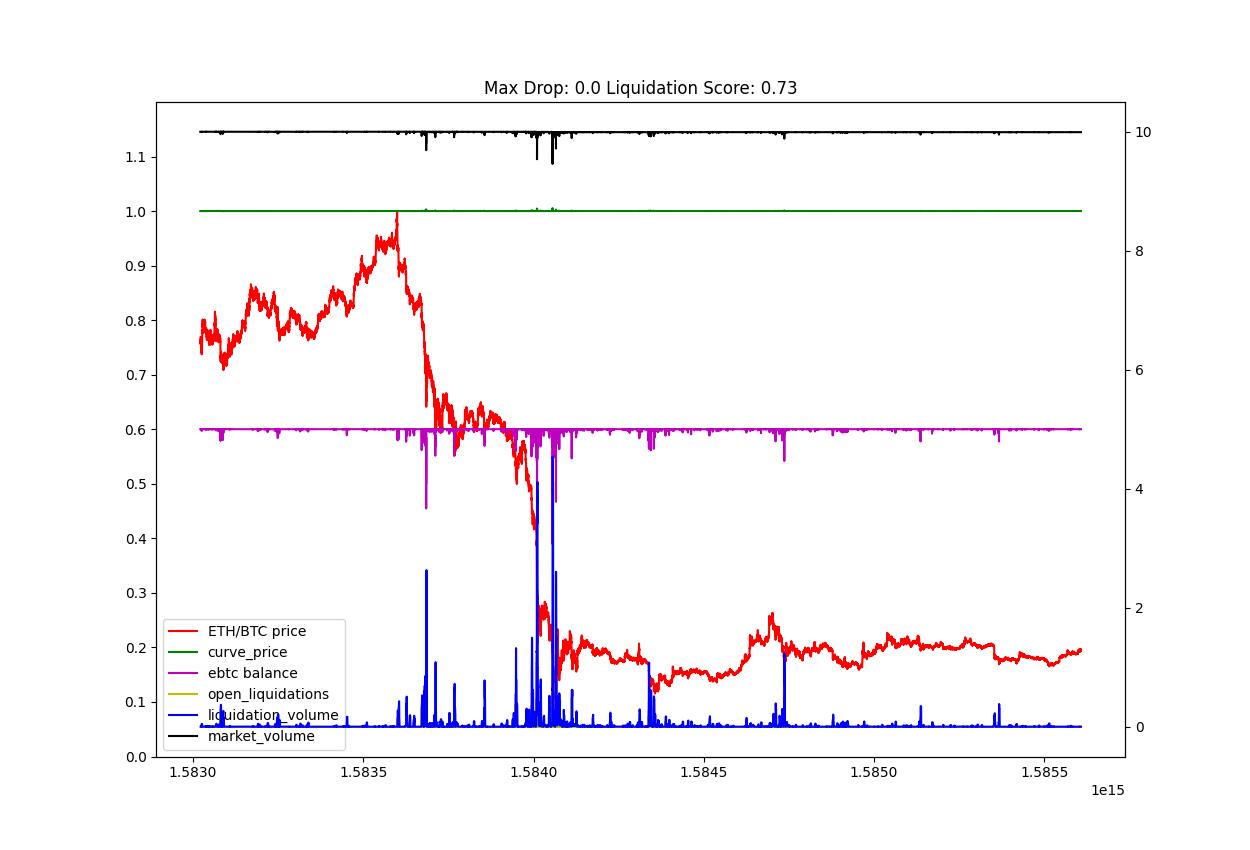 Max Drop: 0.0 Liquidation Score: 0.73
1.1
1.0
0.9
0.8
0.7
0.6
0.5
0.4
0.3
0.2
0.1
0.0
10
8
6
4
2
0
ETH/BTC price
curve_price
ebtc balance
open_liquidations
liquidation_volume
market_volume
1.5830 1.5835 1.5840 1.5845 1.5850 1.5855
1e15